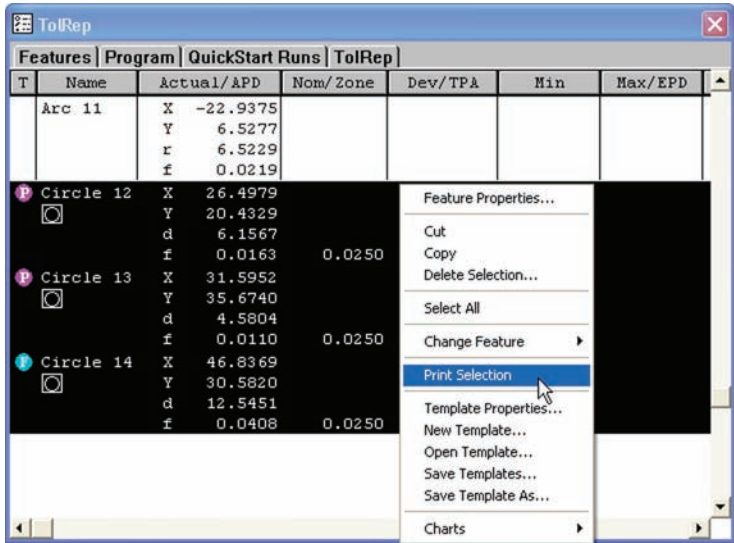 TolRep
Features Program QuickStart Runs TolRep
T Name Actual/APD Nom/Zone Dev/TPA Min Max/EPD
Arc 11 X -22.9375
Y 6.5277
r 6.5229
f 0.0219
P Circle 12 X 26.4979
Y 20.4329
d 6.1567
f 0.0163 0.0250
P Circle 13 X 31.5952
Y 35.6740
d 4.5804
f 0.0110 0.0250
F Circle 14 X 46.8369
Y 30.5820
d 12.5451
f 0.0408 0.0250
Feature Properties...
Cut
Copy
Delete Selection...
Select All
Change Feature
Print Selection
Template Properties...
New Template...
Open Template...
Save Templates...
Save Template As...
Charts